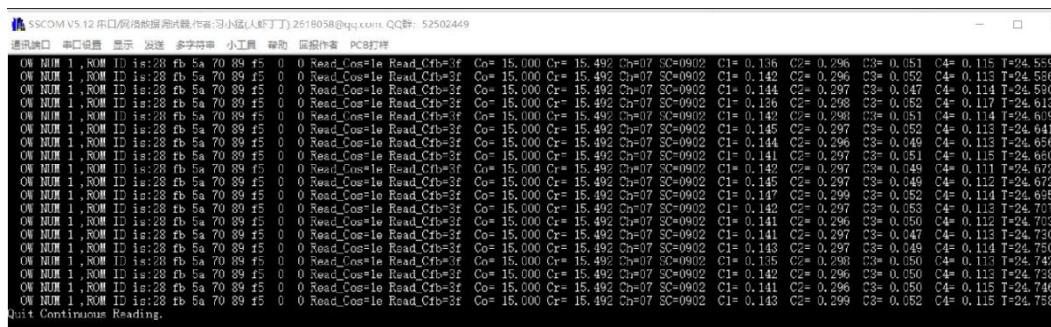 SSCOM V5.12 串口/网络数据调试器,作者:习小猛(大虾丁丁) 2618058@qq.com. QQ群: 52502449
通讯端口 串口设置 显示 发送 多字符串 小工具 帮助 回报作者 PCB打样
OW NUM 1 ,ROM ID is:28 fb 5a 70 89 f5 0 0 Read_Cos=1e Read_Cfb=3f Co= 15.000 Cr= 15.492 Ch=07 SC=0902 C1= 0.136 C2= 0.296 C3= 0.051 C4= 0.115 T=24.559
OW NUM 1 ,ROM ID is:28 fb 5a 70 89 f5 0 0 Read_Cos=1e Read_Cfb=3f Co= 15.000 Cr= 15.492 Ch=07 SC=0902 C1= 0.142 C2= 0.296 C3= 0.052 C4= 0.115 T=24.586
OW NUM 1 ,ROM ID is:28 fb 5a 70 89 f5 0 0 Read_Cos=1e Read_Cfb=3f Co= 15.000 Cr= 15.492 Ch=07 SC=0902 C1= 0.144 C2= 0.297 C3= 0.047 C4= 0.114 T=24.590
OW NUM 1 ,ROM ID is:28 fb 5a 70 89 f5 0 0 Read_Cos=1e Read_Cfb=3f Co= 15.000 Cr= 15.492 Ch=07 SC=0902 C1= 0.136 C2= 0.298 C3= 0.052 C4= 0.117 T=24.613
OW NUM 1 ,ROM ID is:28 fb 5a 70 89 f5 0 0 Read_Cos=1e Read_Cfb=3f Co= 15.000 Cr= 15.492 Ch=07 SC=0902 C1= 0.142 C2= 0.298 C3= 0.051 C4= 0.114 T=24.609
OW NUM 1 ,ROM ID is:28 fb 5a 70 89 f5 0 0 Read_Cos=1e Read_Cfb=3f Co= 15.000 Cr= 15.492 Ch=07 SC=0902 C1= 0.145 C2= 0.297 C3= 0.052 C4= 0.113 T=24.641
OW NUM 1 ,ROM ID is:28 fb 5a 70 89 f5 0 0 Read_Cos=1e Read_Cfb=3f Co= 15.000 Cr= 15.492 Ch=07 SC=0902 C1= 0.144 C2= 0.296 C3= 0.049 C4= 0.113 T=24.656
OW NUM 1 ,ROM ID is:28 fb 5a 70 89 f5 0 0 Read_Cos=1e Read_Cfb=3f Co= 15.000 Cr= 15.492 Ch=07 SC=0902 C1= 0.141 C2= 0.297 C3= 0.051 C4= 0.115 T=24.660
OW NUM 1 ,ROM ID is:28 fb 5a 70 89 f5 0 0 Read_Cos=1e Read_Cfb=3f Co= 15.000 Cr= 15.492 Ch=07 SC=0902 C1= 0.142 C2= 0.297 C3= 0.049 C4= 0.111 T=24.672
OW NUM 1 ,ROM ID is:28 fb 5a 70 89 f5 0 0 Read_Cos=1e Read_Cfb=3f Co= 15.000 Cr= 15.492 Ch=07 SC=0902 C1= 0.145 C2= 0.297 C3= 0.049 C4= 0.112 T=24.672
OW NUM 1 ,ROM ID is:28 fb 5a 70 89 f5 0 0 Read_Cos=1e Read_Cfb=3f Co= 15.000 Cr= 15.492 Ch=07 SC=0902 C1= 0.147 C2= 0.299 C3= 0.052 C4= 0.114 T=24.695
OW NUM 1 ,ROM ID is:28 fb 5a 70 89 f5 0 0 Read_Cos=1e Read_Cfb=3f Co= 15.000 Cr= 15.492 Ch=07 SC=0902 C1= 0.142 C2= 0.297 C3= 0.053 C4= 0.113
OW NUM 1 ,ROM ID is:28 fb 5a 70 89 f5 0 0 Read_Cos=1e Read_Cfb=3f Co= 15.000 Cr= 15.492 Ch=07 SC=0902 C1= 0.141 C2= 0.296 C3= 0.050 C4= 0.114 T=24.703
OW NUM 1 ,ROM ID is:28 fb 5a 70 89 f5 0 0 Read_Cos=1e Read_Cfb=3f Co= 15.000 Cr= 15.492 Ch=07 SC=0902 C1= 0.141 C2= 0.297 C3= 0.047 C4= 0.113 T=24.730
OW NUM 1 ,ROM ID is:28 fb 5a 70 89 f5 0 0 Read_Cos=1e Read_Cfb=3f Co= 15.000 Cr= 15.492 Ch=07 SC=0902 C1= 0.143 C2= 0.296 C3= 0.049 C4= 0.114 T=24.750
OW NUM 1 ,ROM ID is:28 fb 5a 70 89 f5 0 0 Read_Cos=1e Read_Cfb=3f Co= 15.000 Cr= 15.492 Ch=07 SC=0902 C1= 0.135 C2= 0.298 C3= 0.050 C4= 0.113 T=24.742
OW NUM 1 ,ROM ID is:28 fb 5a 70 89 f5 0 0 Read_Cos=1e Read_Cfb=3f Co= 15.000 Cr= 15.492 Ch=07 SC=0902 C1= 0.142 C2= 0.296 C3= 0.050 C4= 0.113 T=24.738
OW NUM 1 ,ROM ID is:28 fb 5a 70 89 f5 0 0 Read_Cos=1e Read_Cfb=3f Co= 15.000 Cr= 15.492 Ch=07 SC=0902 C1= 0.141 C2= 0.296 C3= 0.050 C4= 0.115 T=24.746
OW NUM 1 ,ROM ID is:28 fb 5a 70 89 f5 0 0 Read_Cos=1e Read_Cfb=3f Co= 15.000 Cr= 15.492 Ch=07 SC=0902 C1= 0.143 C2= 0.299 C3= 0.052 C4= 0.115 T=24.758
Quit Continuous Reading.